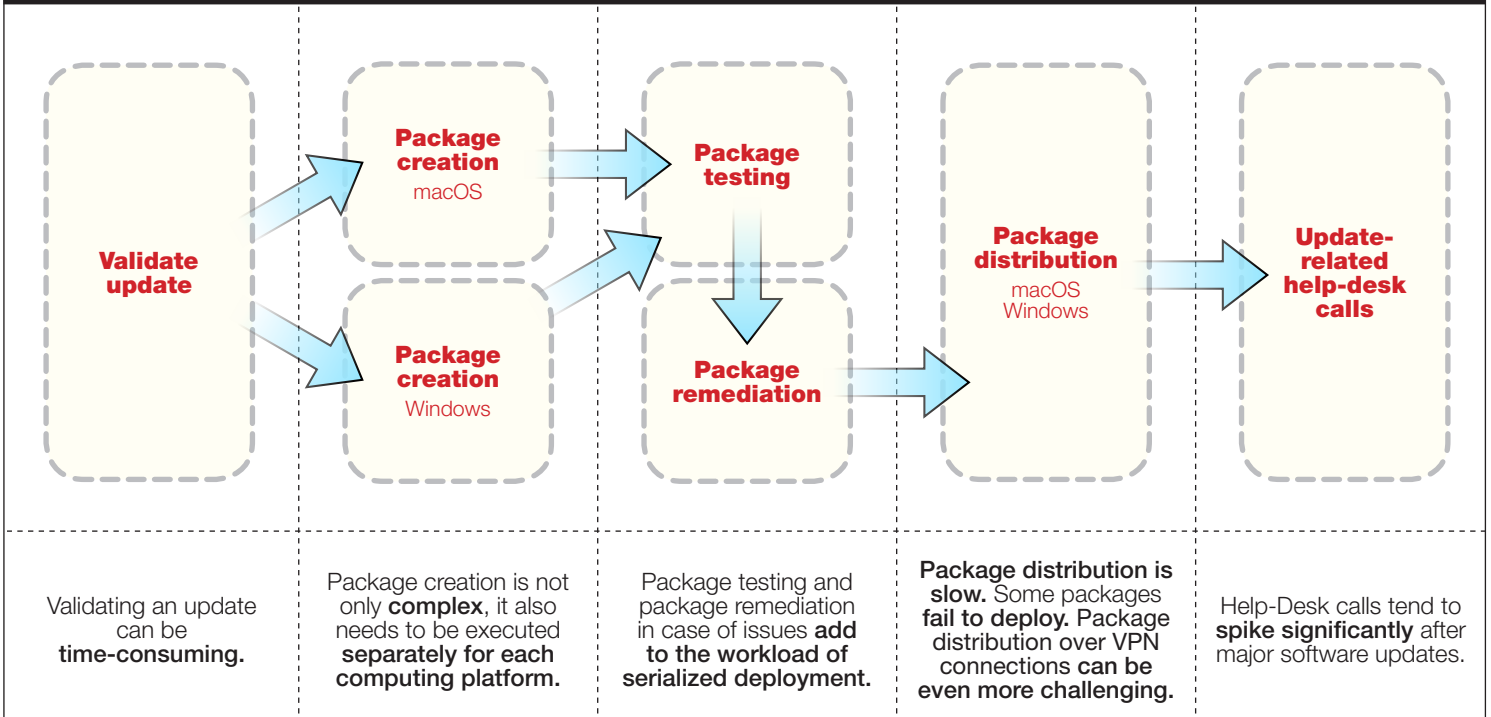 Validate
update
Package
creation
macOS
Package
creation
Windows
Package
testing
Package
remediation
Package
distribution
macOS
Windows
Update-
related
help-desk
calls
Validating an update
can be
time-consuming.
Package creation is not
only complex, it also
needs to be executed
separately for each
computing platform.
Package testing and
package remediation
in case of issues add
to the workload of
serialized deployment.
Package distribution is
slow. Some packages
fail to deploy. Package
distribution over VPN
connections can be
even more challenging.
Help-Desk calls tend to
spike significantly after
major software updates.